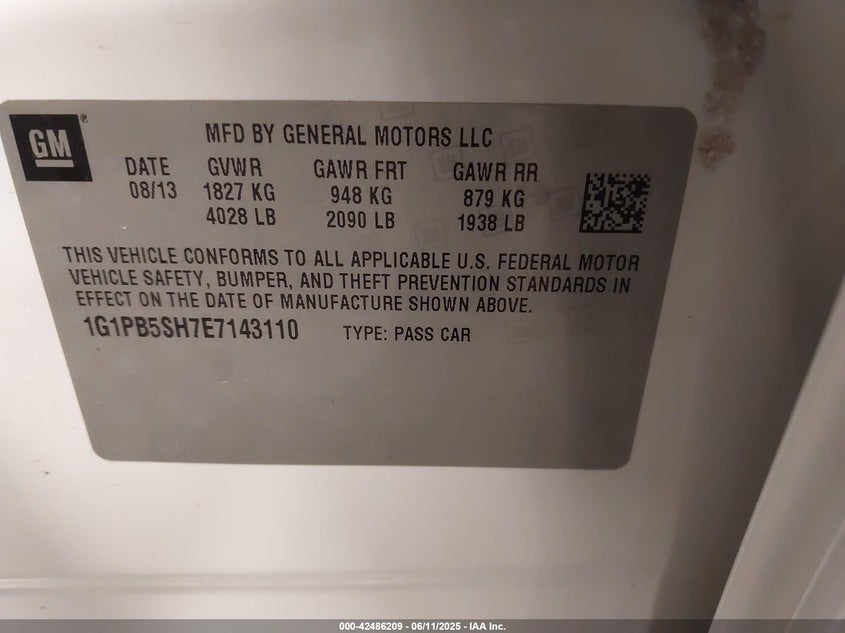 GM ®
MFD BY GENERAL MOTORS LLC
DATE GVWR GAWR FRT GAWR RR
08/13 1827 KG 948 KG 879 KG
4028 LB 2090 LB 1938 LB
THIS VEHICLE CONFORMS TO ALL APPLICABLE U.S. FEDERAL MOTOR
VEHICLE SAFETY, BUMPER, AND THEFT PREVENTION STANDARDS IN
EFFECT ON THE DATE OF MANUFACTURE SHOWN ABOVE.
1G1PB5SH7E7143110 TYPE: PASS CAR
000-42486209 - 06/11/2025 - IAA Inc.